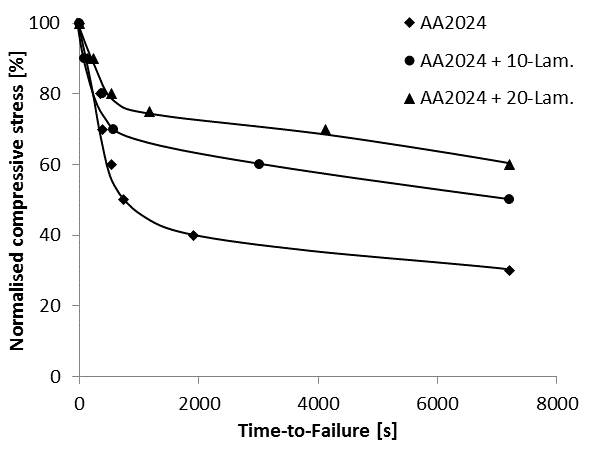 100
80
60
40
20
0
Normalised compressive stress [%]
AA2024
AA2024 + 10-Lam.
AA2024 + 20-Lam.
0 2000 4000 6000 8000
Time-to-Failure [s]